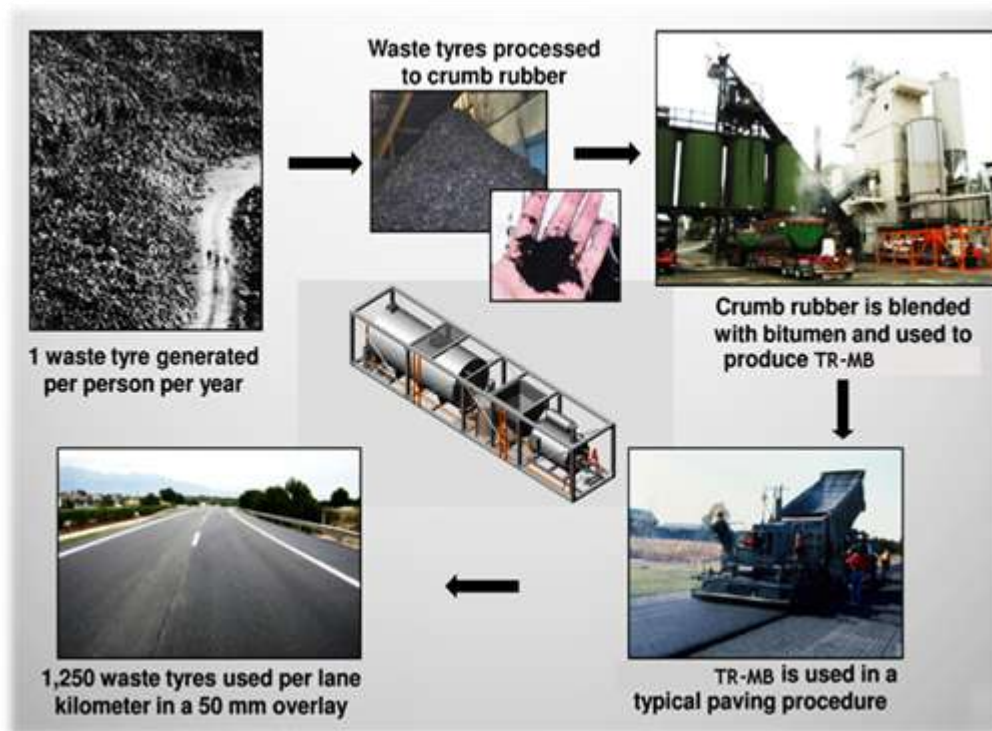 1 waste tyre generated
per person per year
Waste tyres processed
to crumb rubber
Crumb rubber is blended
with bitumen and used to
produce TR-MB
TR-MB is used in a
typical paving procedure
1,250 waste tyres used per lane
kilometer in a 50 mm overlay